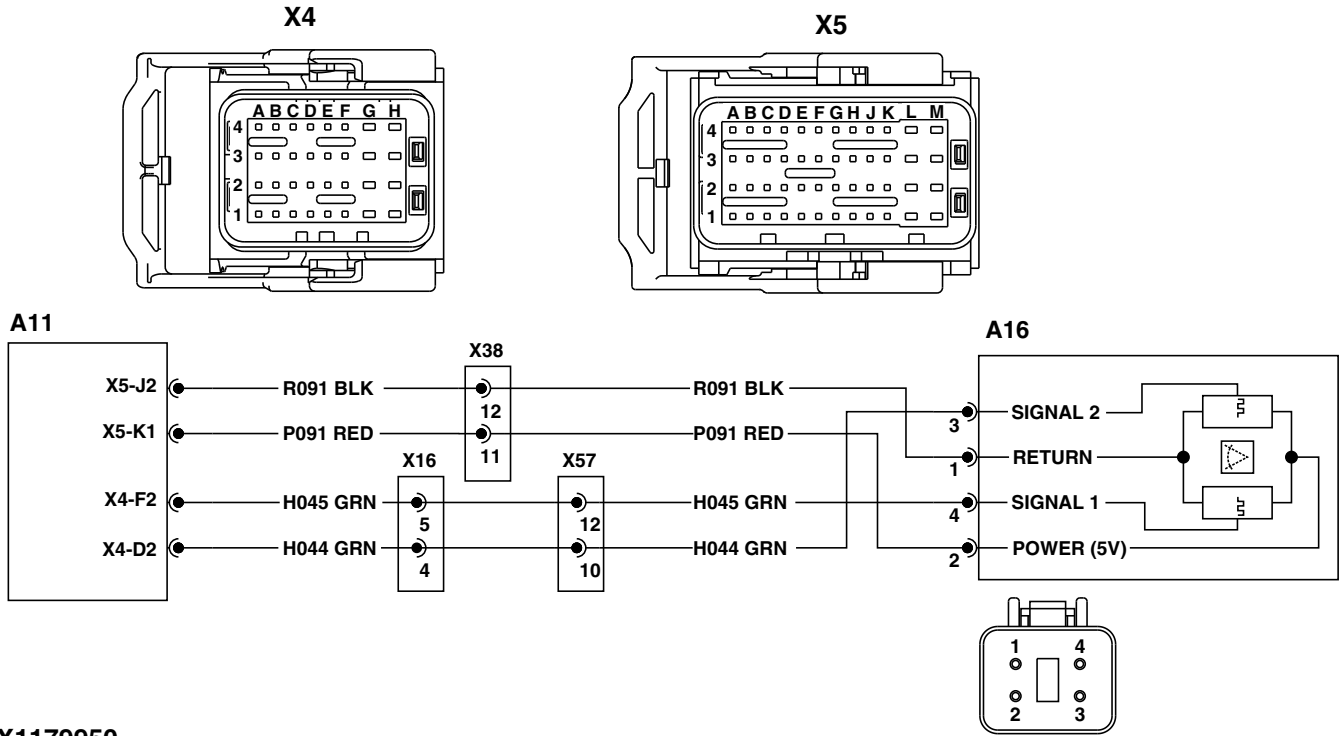 X4
X5
A B C D E F G H
4
3
2
1
A B C D E F G H J K L M
4
3
2
1
A11
A16
X38
X5-J2
R091 BLK
12
R091 BLK
3
SIGNAL 2
X5-K1
P091 RED
11
P091 RED
1
RETURN
X16
X57
X4-F2
H045 GRN
5
12
H045 GRN
4
SIGNAL 1
X4-D2
H044 GRN
4
10
H044 GRN
2
POWER (5V)
1 4
2 3